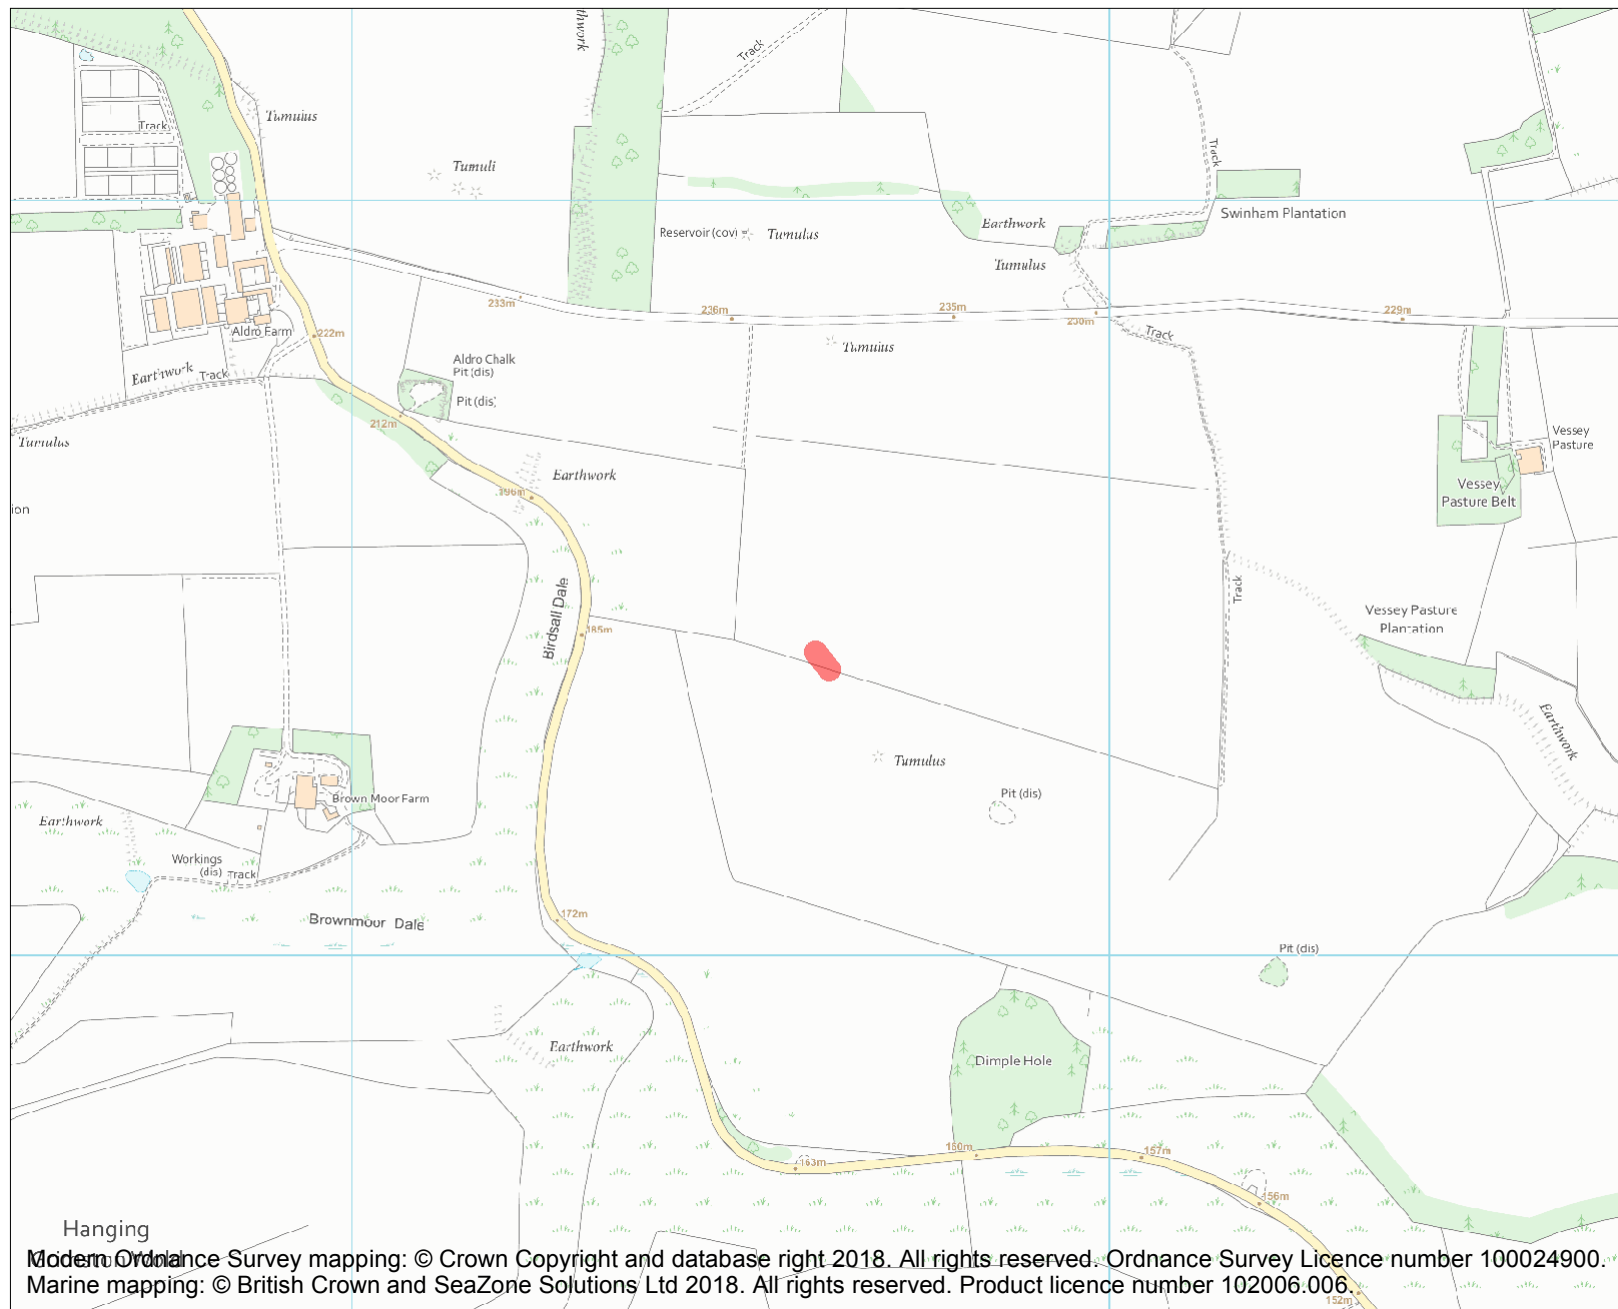 thwork
Track
Tumulus
Track
Tumuli
Track
Swinham Plantation
Earthwork
Reservoir (cov)
Tumulus
Tumulus
233m
236m
235m
229m
222m
Aldro Farm
Track
Tumulus
Aldro Chalk
Pit (dis)
Earthwork
Track
Pit (dis)
212m
Tumulus
Vessey
Pasture
Earthwork
196m
Vessey
Pasture Belt
ion
Birdsall Dale
Track
185m
Vessey Pasture
Plantation
Earthwork
Tumulus
Pit (dis)
Brown Moor Farm
Earthwork
Workings
(dis)
Track
172m
Brownmoor Dale
Pit (dis)
Earthwork
Dimple Hole
160m
157m
163m
156m
Hanging
Modern Ordnance Survey mapping: © Crown Copyright and database right 2018. All rights reserved. Ordnance Survey Licence number 100024900.
Marine mapping: © British Crown and SeaZone Solutions Ltd 2018. All rights reserved. Product licence number 102006.006.
152m